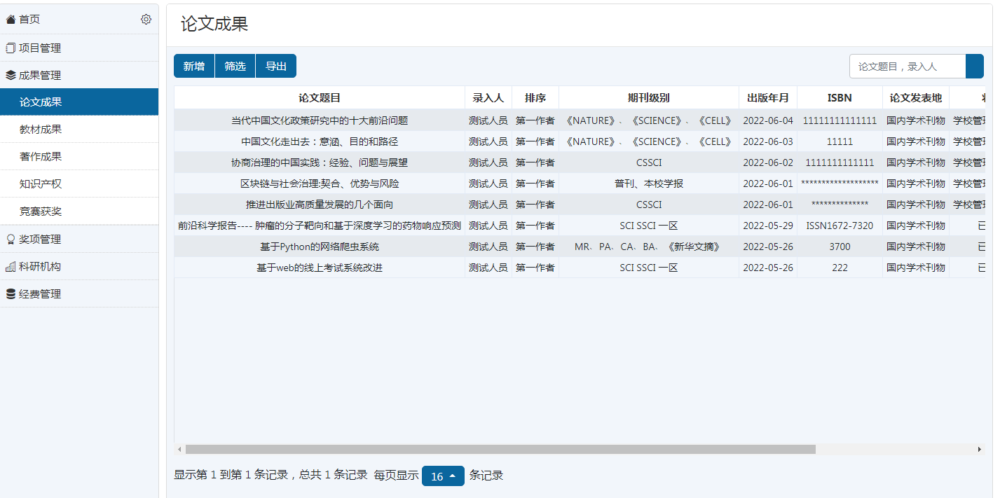 首页
项目管理
成果管理
论文成果
教材成果
著作成果
知识产权
竞赛获奖
奖项管理
科研机构
经费管理
论文成果
新增 筛选 导出
论文题目，录入人
论文题目 录入人 排序 期刊级别 出版年月 ISBN 论文发表地
当代中国文化政策研究中的十大前沿问题 测试人员 第一作者 《NATURE》、《SCIENCE》、《CELL》 2022-06-04 11111111111111 国内学术刊物 学校管
中国文化走出去：意涵、目的和路径 测试人员 第一作者 《NATURE》、《SCIENCE》、《CELL》 2022-06-03 11111 国内学术刊物 学校管
协商治理的中国实践：经验、问题与展望 测试人员 第一作者 CSSCI 2022-06-02 1111111111111 国内学术刊物 学校管
区块链与社会治理:契合、优势与风险 测试人员 第一作者 普刊、本校学报 2022-06-01 ******************* 国内学术刊物 学校管
推进出版业高质量发展的几个面向 测试人员 第一作者 CSSCI 2022-06-01 ************** 国内学术刊物 学校管
前沿科学报告---- 肿瘤的分子靶向和基于深度学习的药物响应预测 测试人员 第一作者 SCI SSCI 一区 2022-05-29 ISSN1672-7320 国内学术刊物 已
基于Python的网络爬虫系统 测试人员 第一作者 MR、PA、CA、BA、《新华文摘》 2022-05-26 3700 国内学术刊物 已
基于web的线上考试系统改进 测试人员 第一作者 SCI SSCI 一区 2022-05-26 222 国内学术刊物 已
显示第 1 到第 1 条记录，总共 1 条记录 每页显示 16 条记录